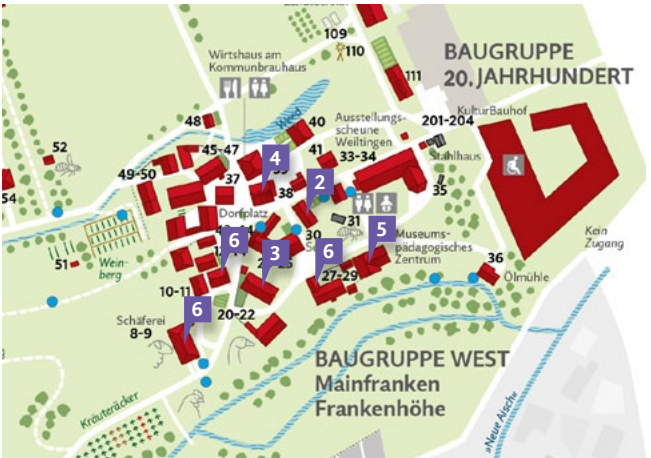 109
110
Wirtshaus am
Kommunbrauhaus
BAUGRUPPE
20. JAHRHUNDERT
111
KulturBauhof
Weed
48
40
Ausstellungs-
scheune
Weiltingen
201-204
52
45-47
41
33-34
Stadlhaus
49-50
4
37
38
2
35
54
Dorfplatz
31
30
Kein
Zugang
Museums-
pädagogisches
Zentrum
5
6
3
6
51
Wein-
berg
36
Ölmühle
10-11
27-29
6
20-22
Schäferei
8-9
BAUGRUPPE WEST
Mainfranken
Frankenhöhe
Kräuteräcker
»Neue Aisch«